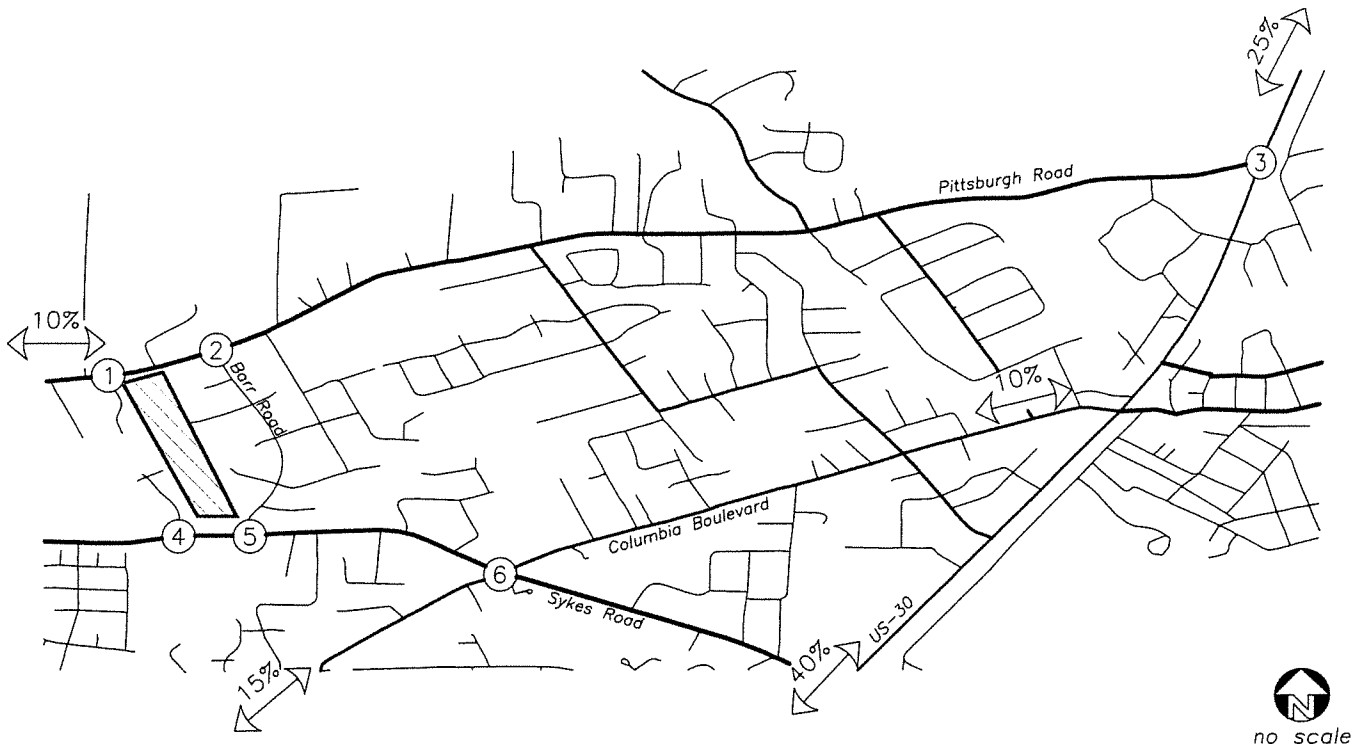 25%
3
Pittsburgh Road
10%
2
1
Barr Road
10%
Columbia Boulevard
4
5
6
Sykes Road
US-30
15%
40%
N
no scale